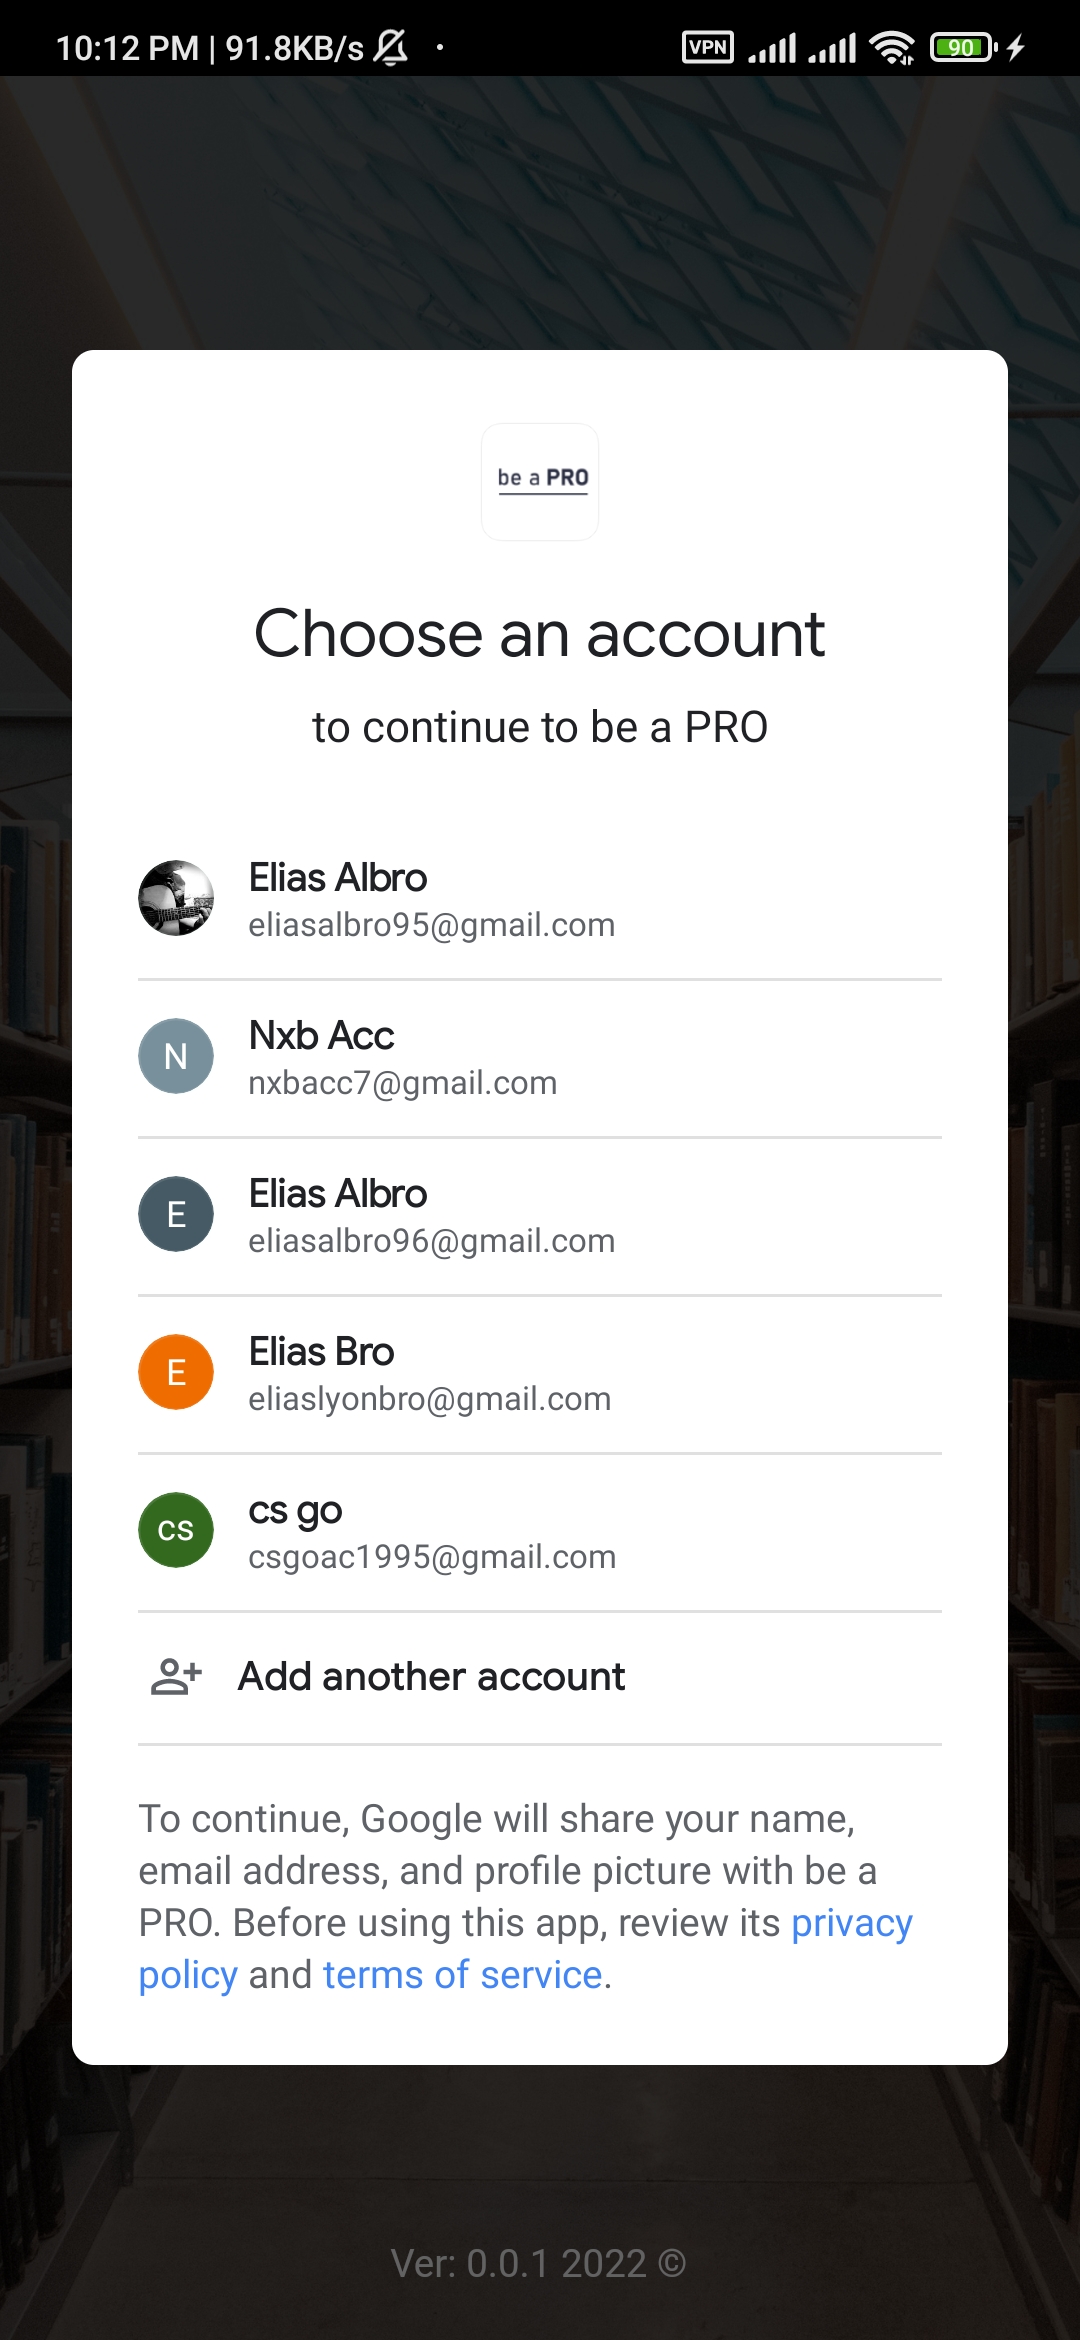 10:12 PM | 91.8KB/s
VPN
90
be a PRO
Choose an account
to continue to be a PRO
Elias Albro
eliasalbro95@gmail.com
N
Nxb Acc
nxbacc7@gmail.com
E
Elias Albro
eliasalbro96@gmail.com
E
Elias Bro
eliaslyonbro@gmail.com
cs
cs go
csgoac1995@gmail.com
Add another account
To continue, Google will share your name,
email address, and profile picture with be a
PRO. Before using this app, review its privacy
policy and terms of service.
Ver: 0.0.1 2022 ©